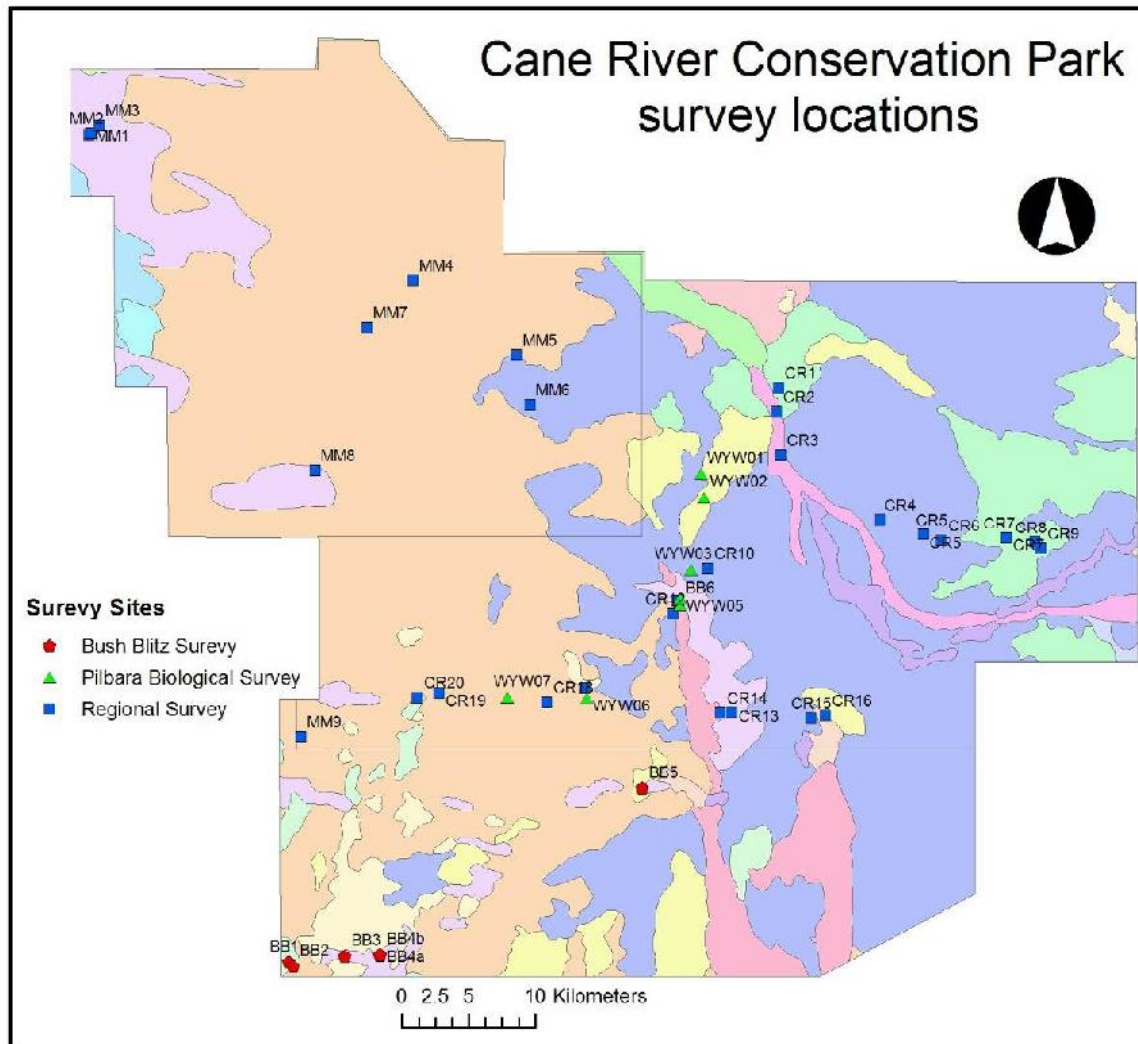 Cane River Conservation Park
survey locations
MM3
MM2
MM1
MM4
MM7
MM5
MM6
CR1
CR2
CR3
MM8
WYW01
WYW02
CR4
CR5
CR6
CR5
CR7
CR8
CR9
WYW03
CR10
BB6
WYW05
Surevy Sites
Bush Blitz Surevy
Pilbara Biological Survey
Regional Survey
CR20
CR19
WYW07
WYW06
CR14
CR13
CR15
CR16
MM9
BB5
BB1
BB2
BB3
BB4b
BB4a
0 2.5 5 10 Kilometers